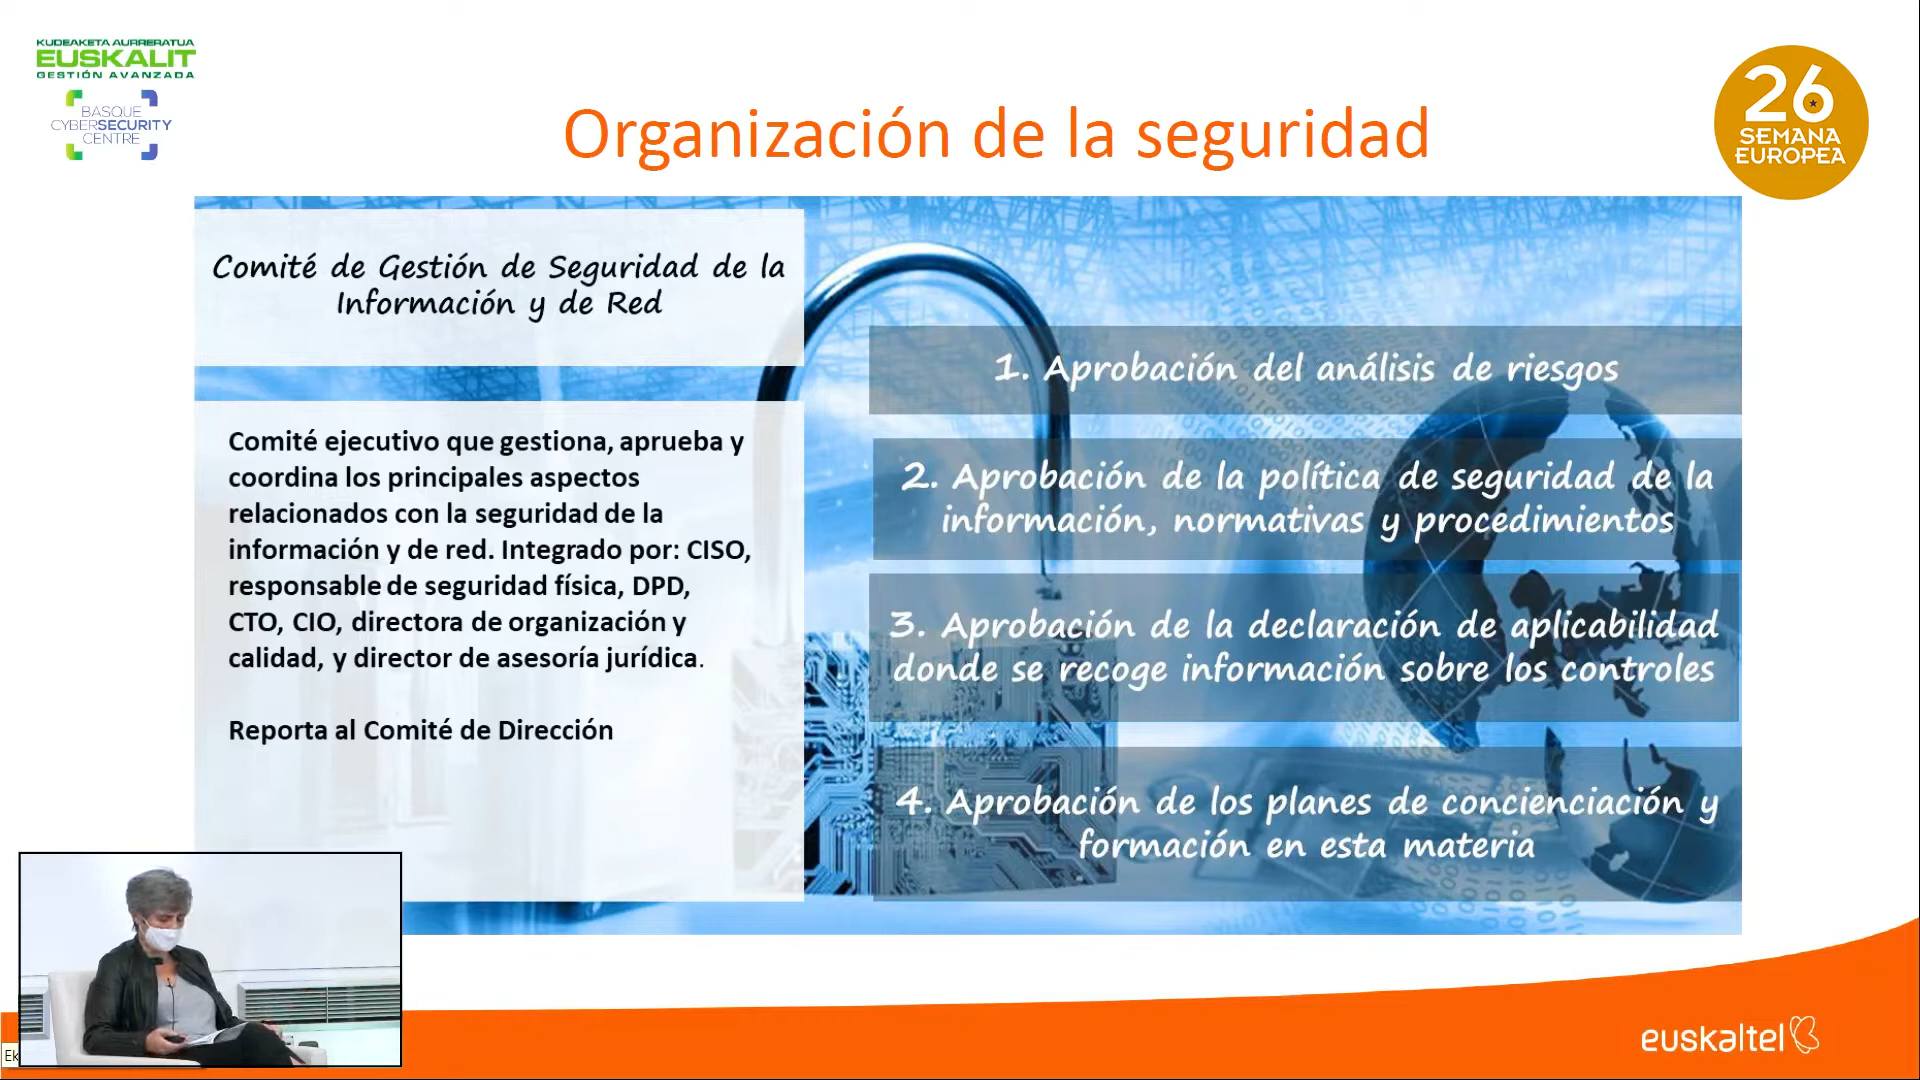 KUDEAKETA AURRERATUA
EUSKALIT
GESTIÓN AVANZADA
BASQUE
CYBERSECURITY
CENTRE
Organización de la seguridad
26
SEMANA
EUROPEA
Comité de Gestión de Seguridad de la
Información y de Red
Comité ejecutivo que gestiona, aprueba y
coordina los principales aspectos
relacionados con la seguridad de la
información y de red. Integrado por: CISO,
responsable de seguridad física, DPD,
CTO, CIO, directora de organización y
calidad, y director de asesoría jurídica.
Reporta al Comité de Dirección
1. Aprobación del análisis de riesgos
2. Aprobación de la política de seguridad de la
información, normativas y procedimientos
3. Aprobación de la declaración de aplicabilidad
donde se recoge información sobre los controles
4. Aprobación de los planes de concienciación y
formación en esta materia
Ek
euskaltel